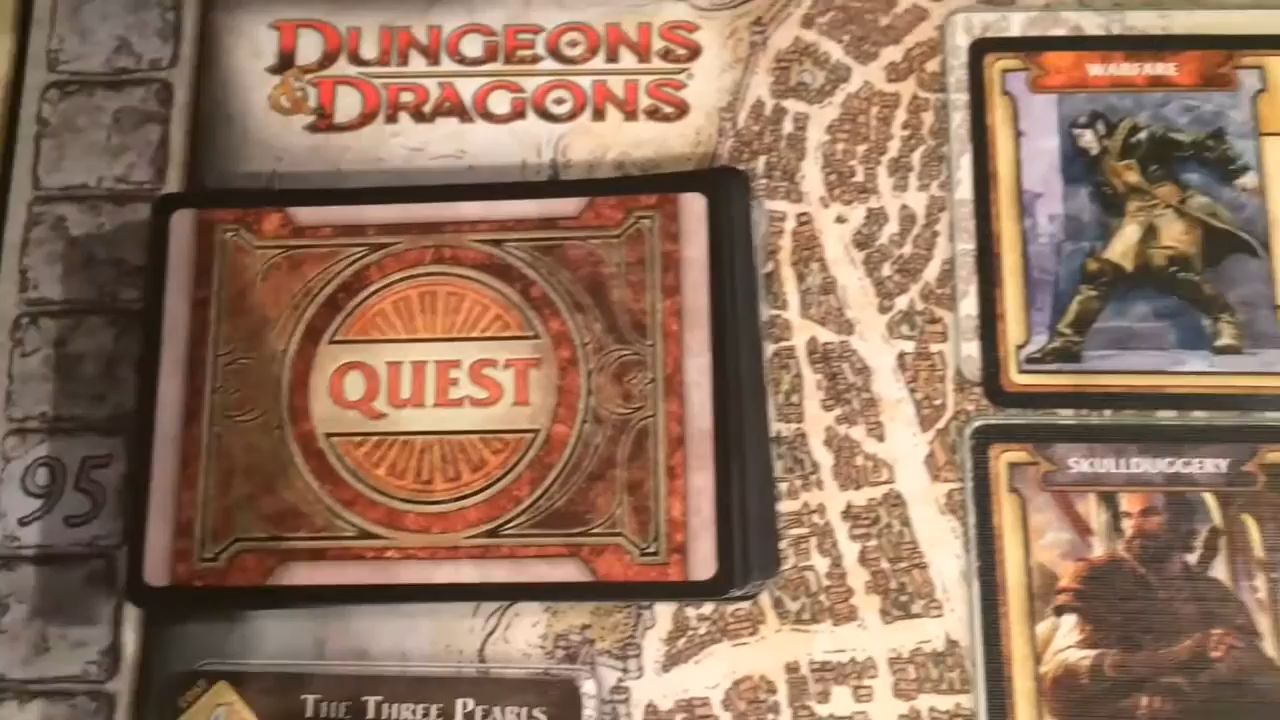 DUNGEONS
& DRAGONS
WARFARE
QUEST
SKULLDUGGERY
95
THE THREE PEARLS